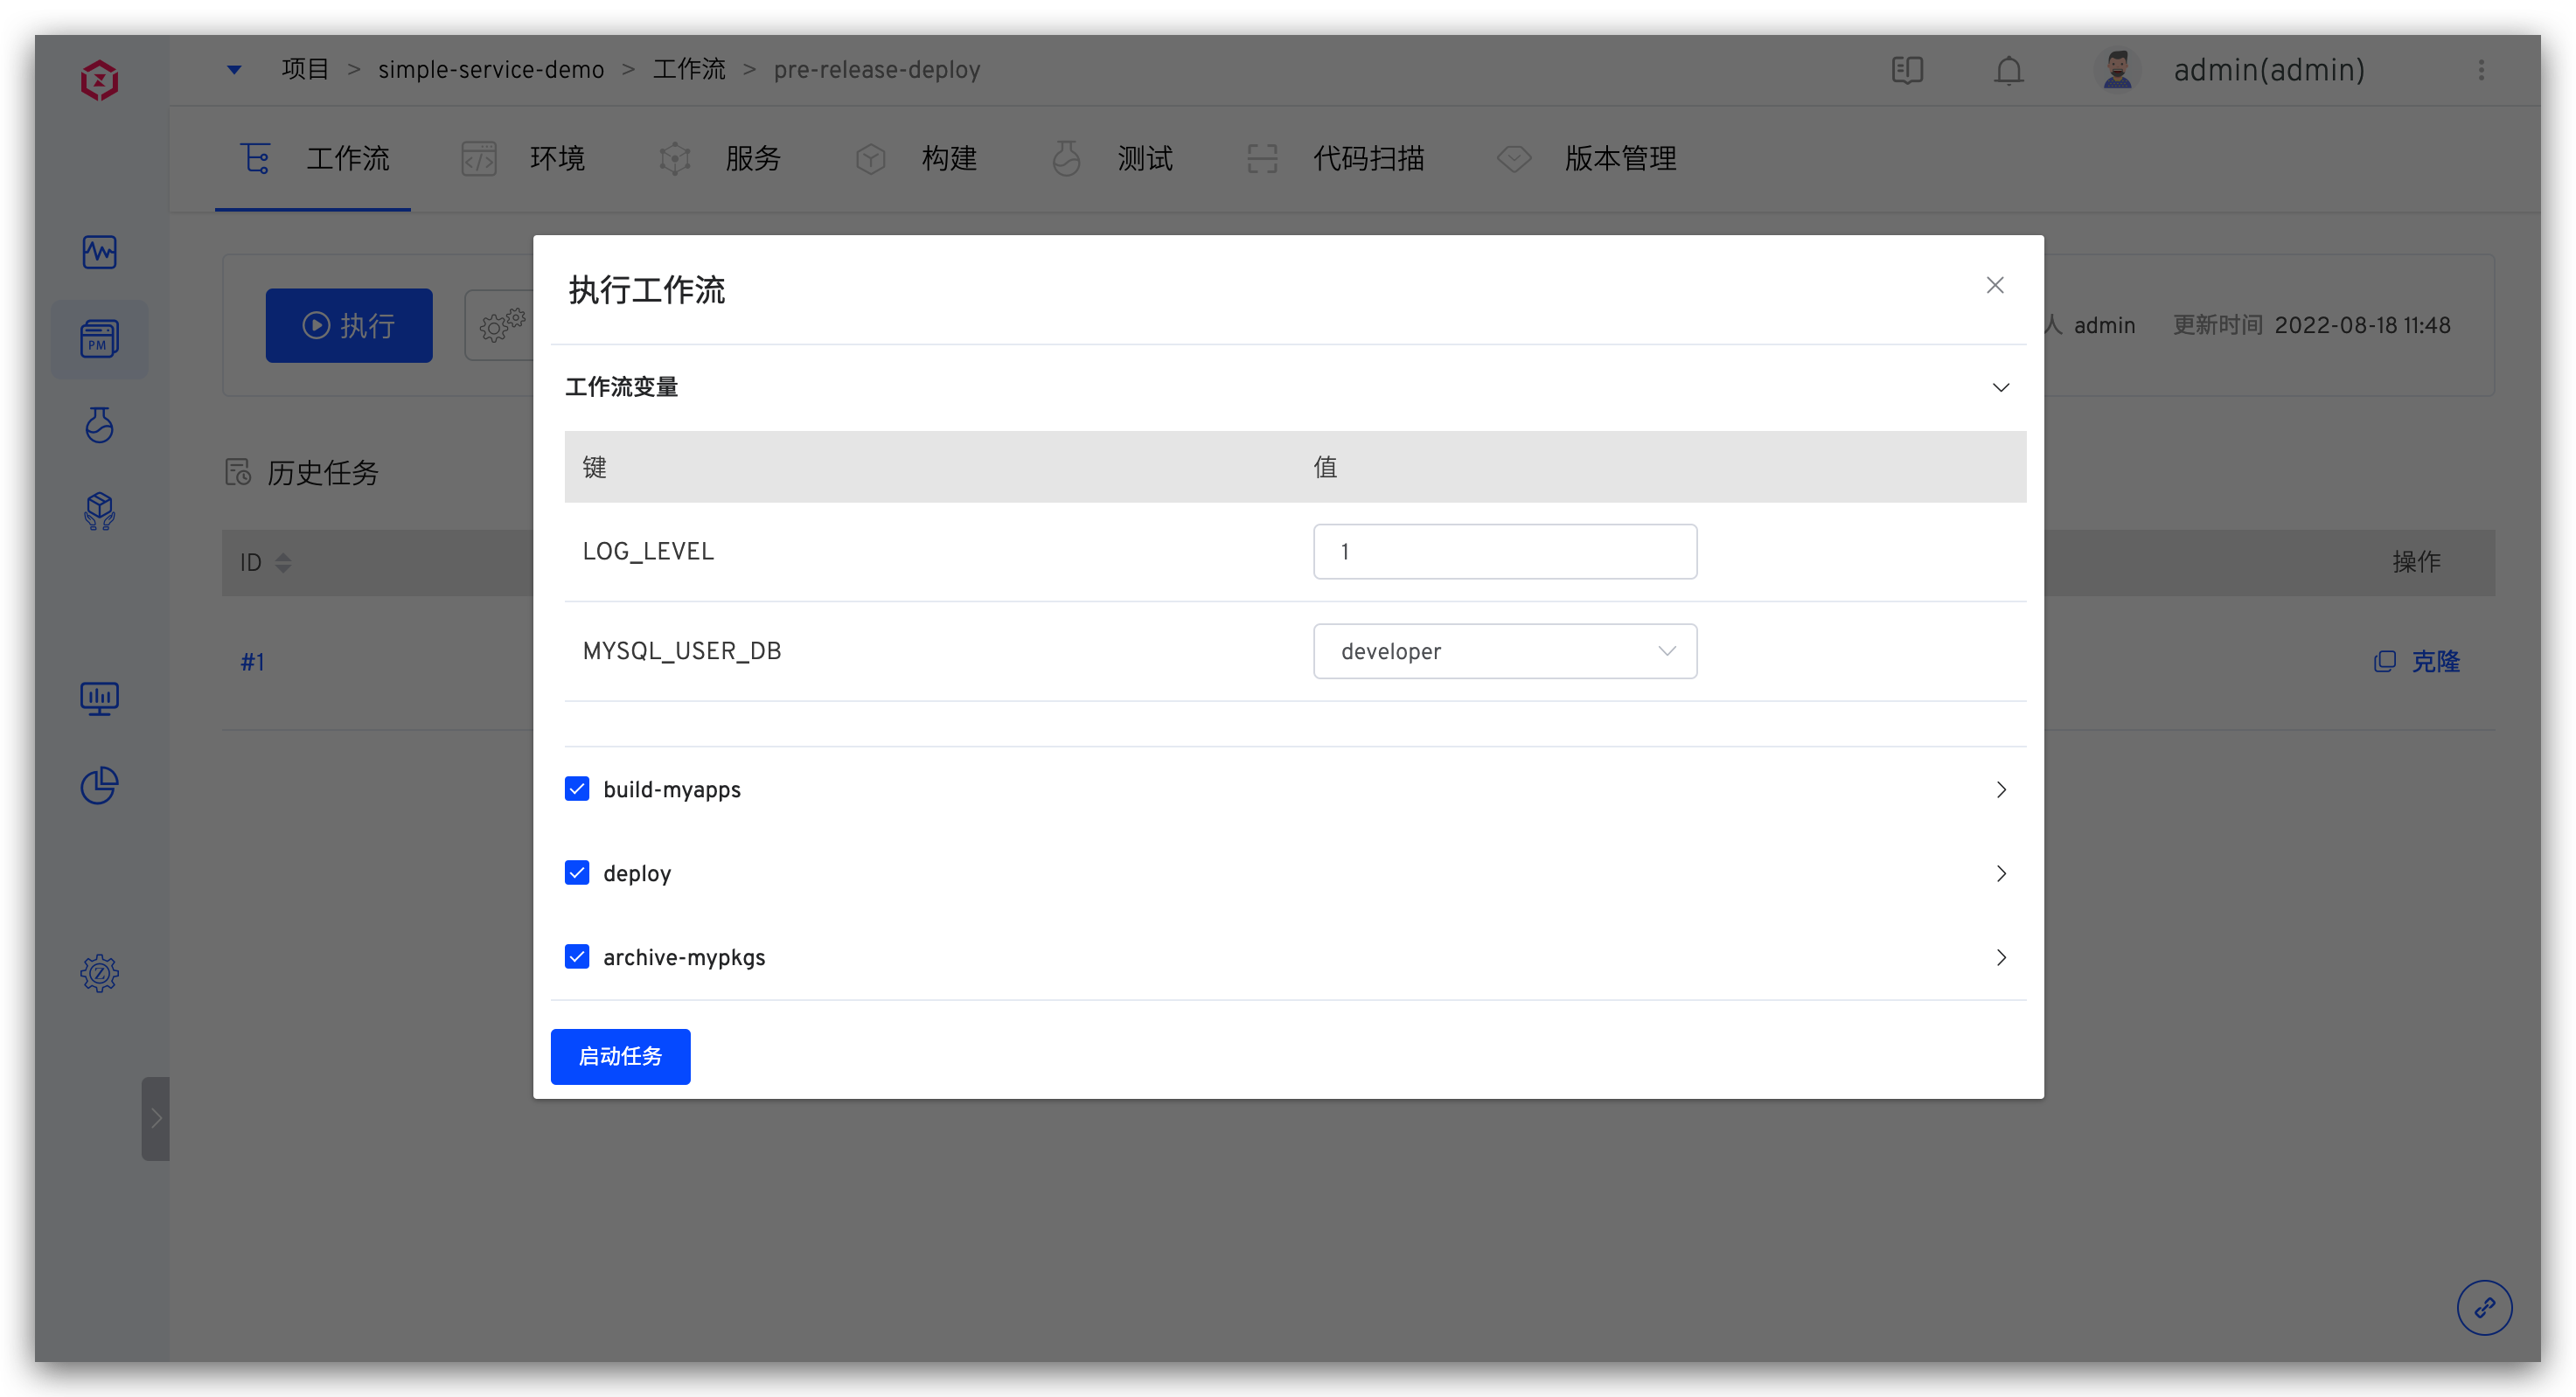 项目 > simple-service-demo > 工作流 > pre-release-deploy
admin(admin)
工作流 环境 服务 构建 测试 代码扫描 版本管理
PM
执行
人 admin 更新时间 2022-08-18 11:48
历史任务
ID 操作
#1 克隆
执行工作流
工作流变量
键 值
LOG_LEVEL 1
MYSQL_USER_DB developer
build-myapps
deploy
archive-mypkgs
启动任务